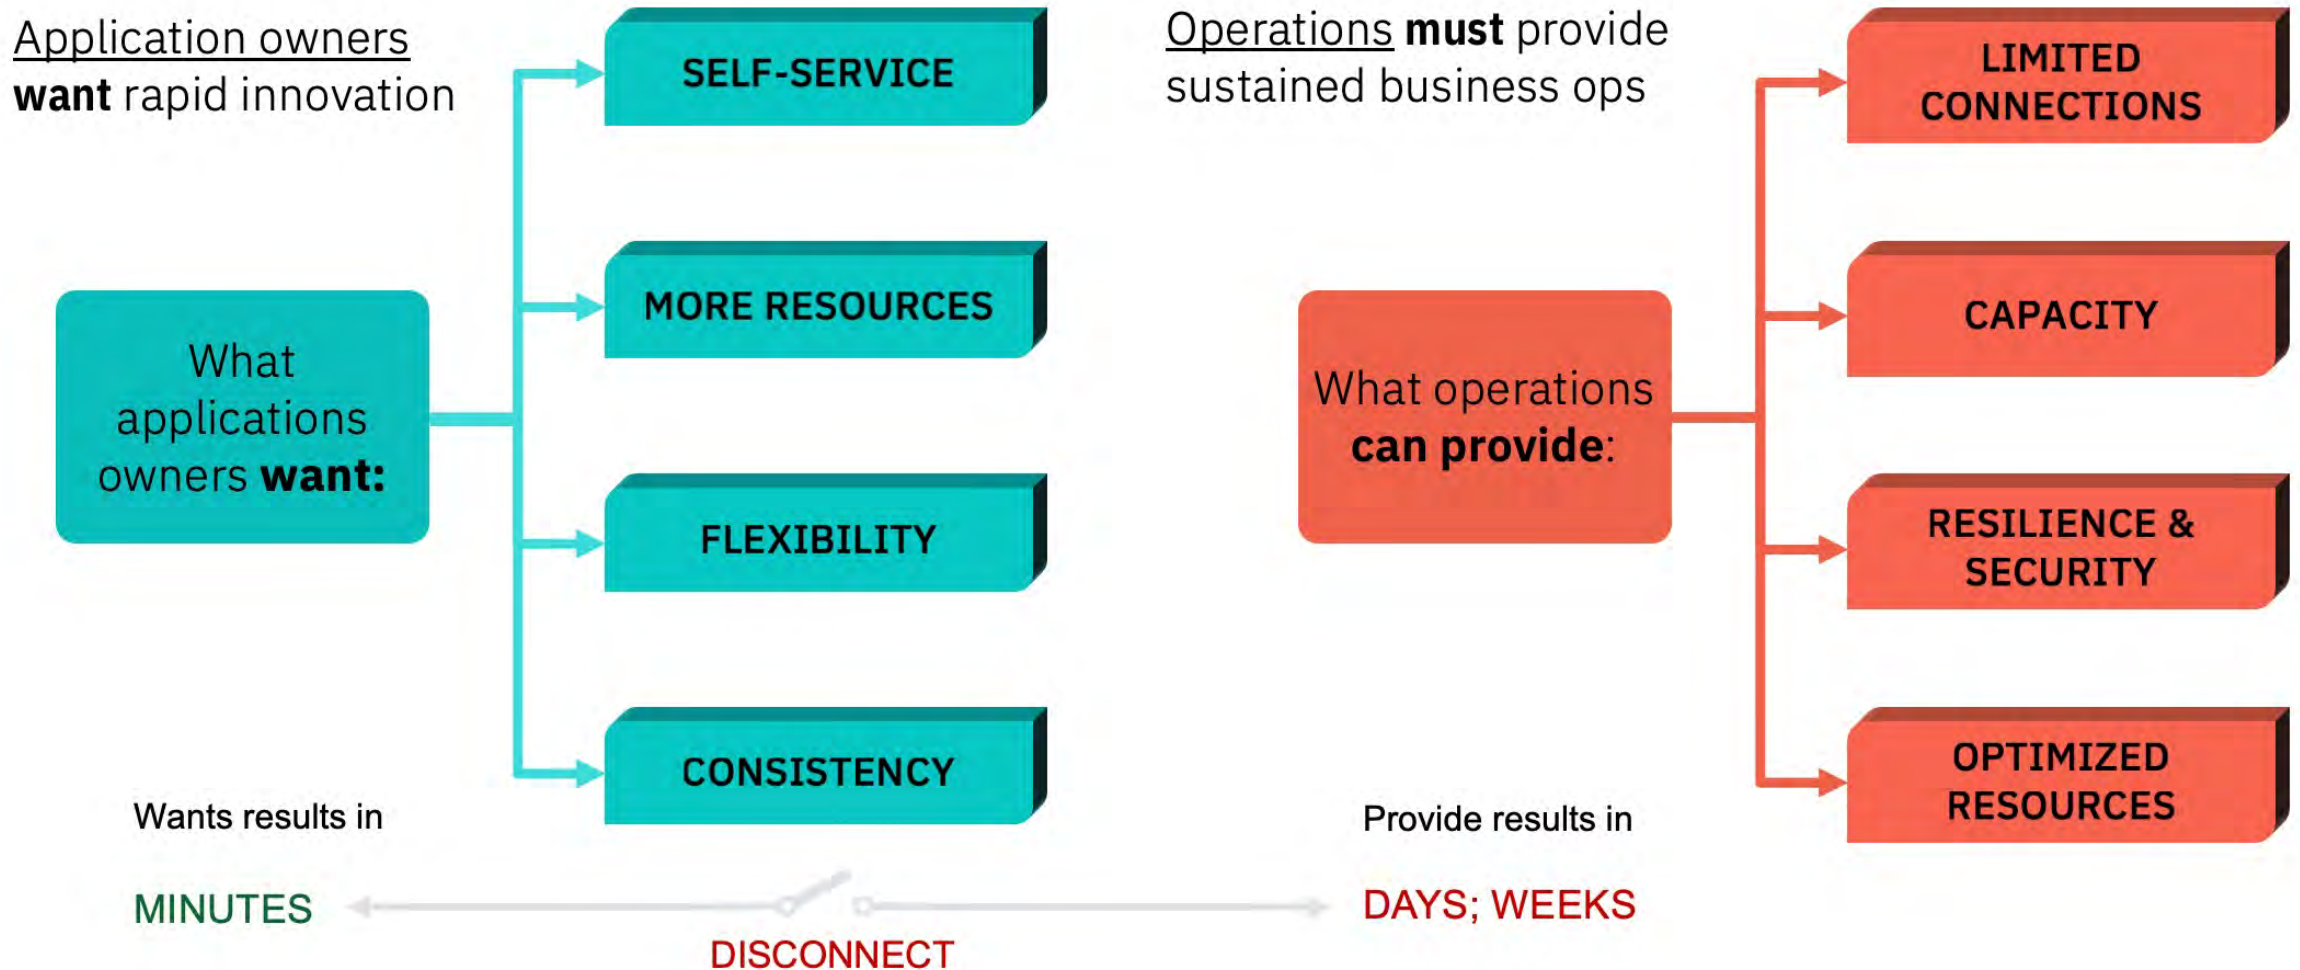 Application owners
want rapid innovation
What
applications
owners want:
SELF-SERVICE
MORE RESOURCES
FLEXIBILITY
CONSISTENCY
Wants results in
MINUTES
DISCONNECT
Operations must provide
sustained business ops
What operations
can provide:
LIMITED
CONNECTIONS
CAPACITY
RESILIENCE &
SECURITY
OPTIMIZED
RESOURCES
Provide results in
DAYS; WEEKS